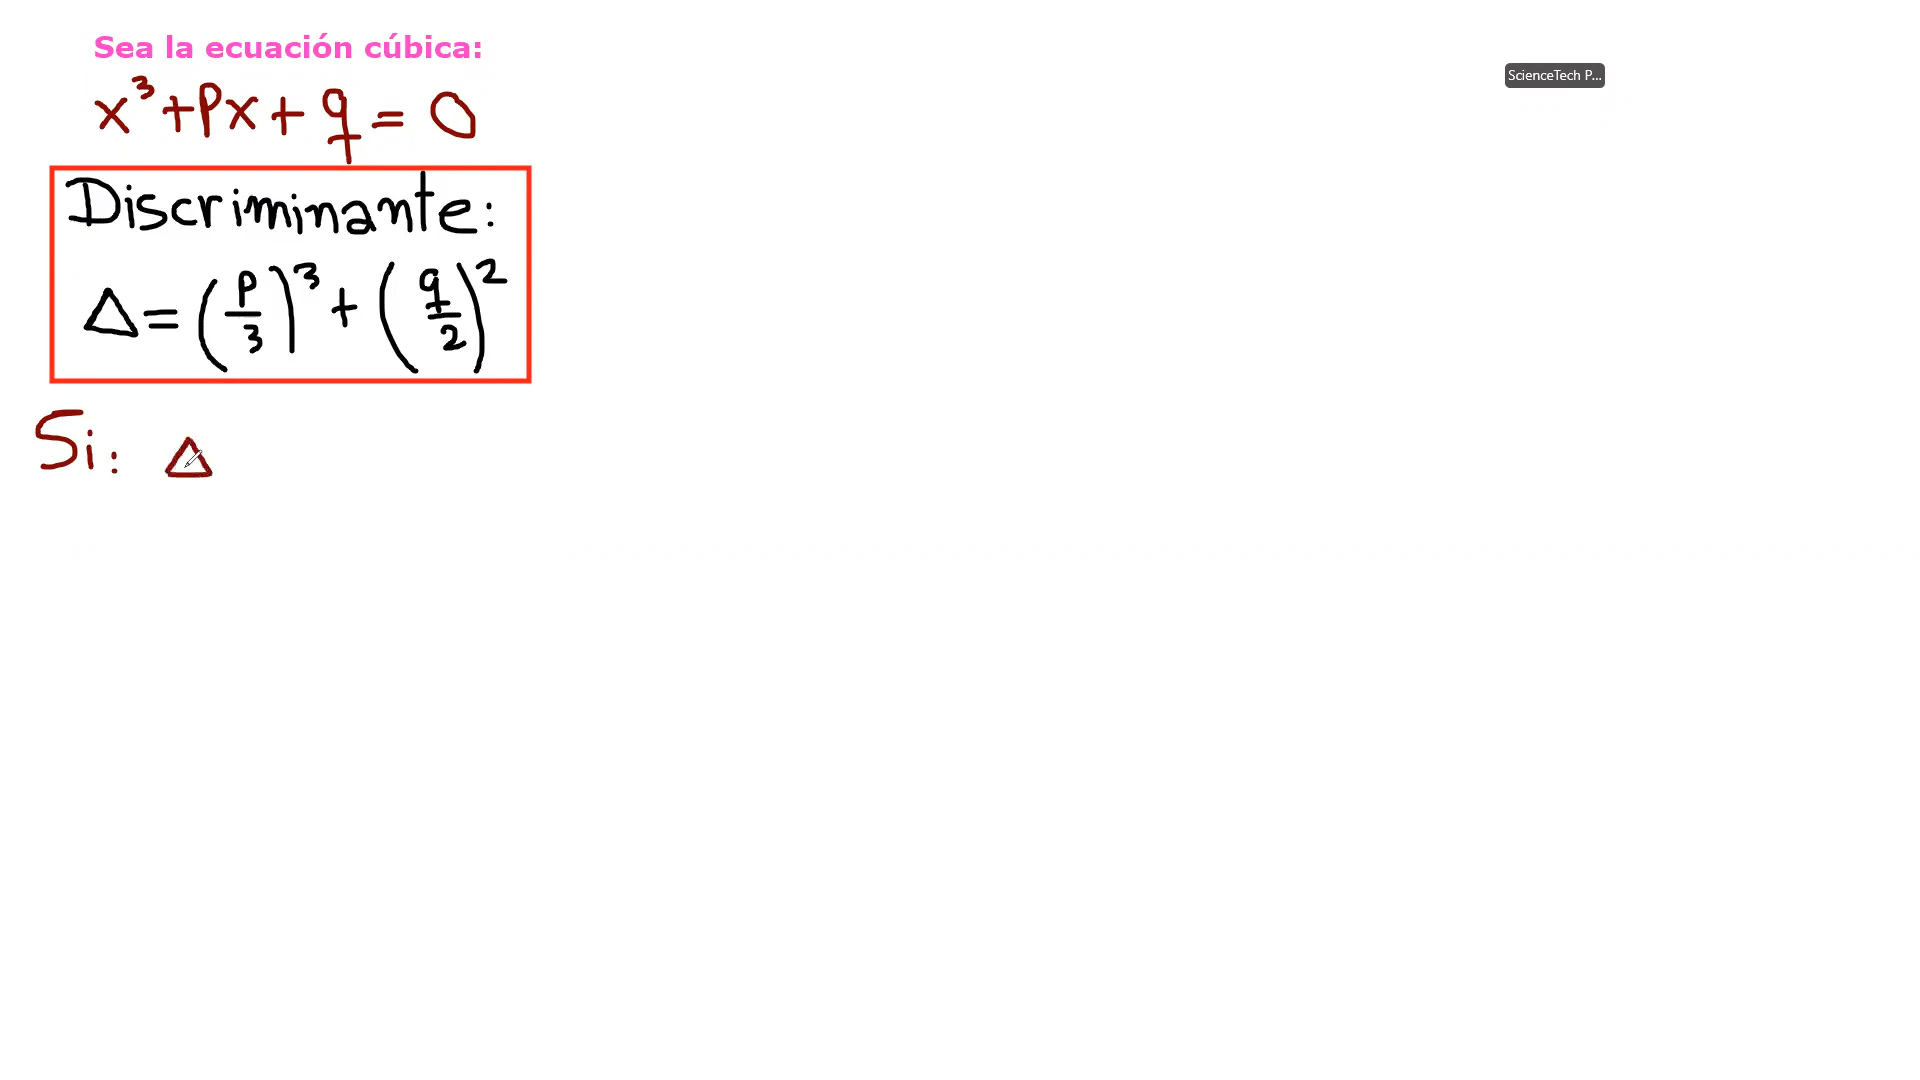 Sea la ecuación cúbica:
x³+px+q=0
Discriminante:
Δ=(p/3)³+(q/2)²
Si: Δ
ScienceTech P...